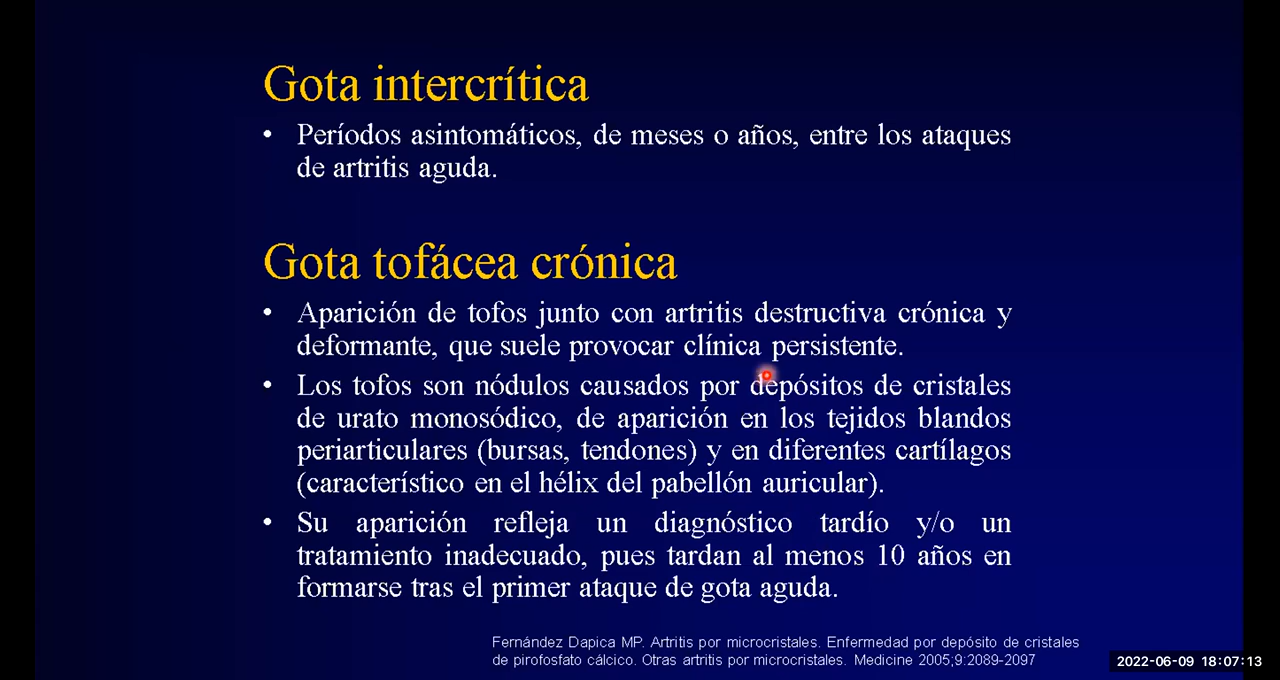 Gota intercrítica
• Períodos asintomáticos, de meses o años, entre los ataques
de artritis aguda.
Gota tofácea crónica
• Aparición de tofos junto con artritis destructiva crónica y
deformante, que suele provocar clínica persistente.
• Los tofos son nódulos causados por depósitos de cristales
de urato monosódico, de aparición en los tejidos blandos
periarticulares (bursas, tendones) y en diferentes cartílagos
(característico en el hélix del pabellón auricular).
• Su aparición refleja un diagnóstico tardío y/o un
tratamiento inadecuado, pues tardan al menos 10 años en
formarse tras el primer ataque de gota aguda.
Fernández Dapica MP. Artritis por microcristales. Enfermedad por depósito de cristales
de pirofosfato cálcico. Otras artritis por microcristales. Medicine 2005;9:2089-2097
2022-06-09 18:07:13